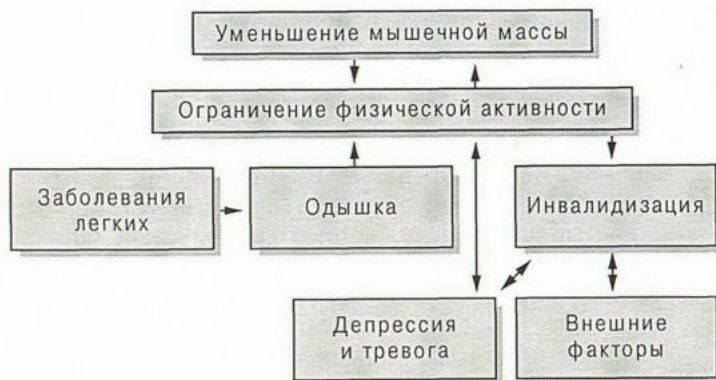 Уменьшение мышечной массы
Ограничение физической активности
Заболевания
легких
Одышка
Инвалидизация
Депрессия
и тревога
Внешние
факторы